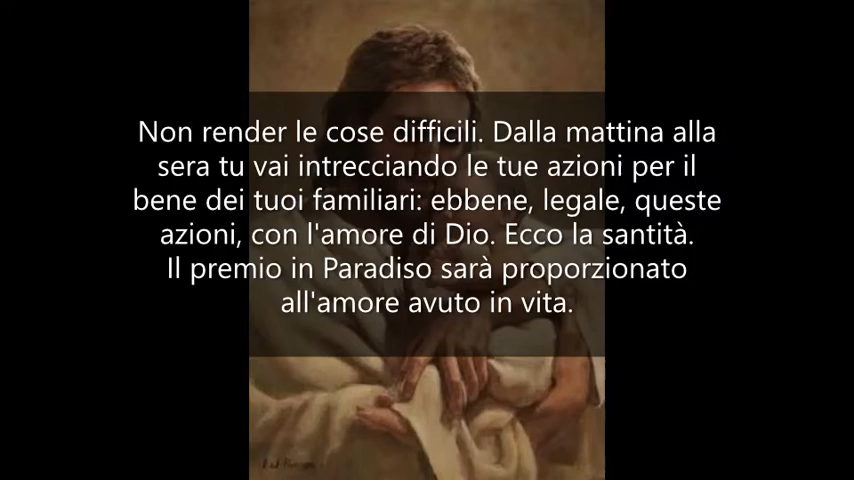 Non render le cose difficili. Dalla mattina alla
sera tu vai intrecciando le tue azioni per il
bene dei tuoi familiari: ebbene, legale, queste
azioni, con l'amore di Dio. Ecco la santità.
Il premio in Paradiso sarà proporzionato
all'amore avuto in vita.